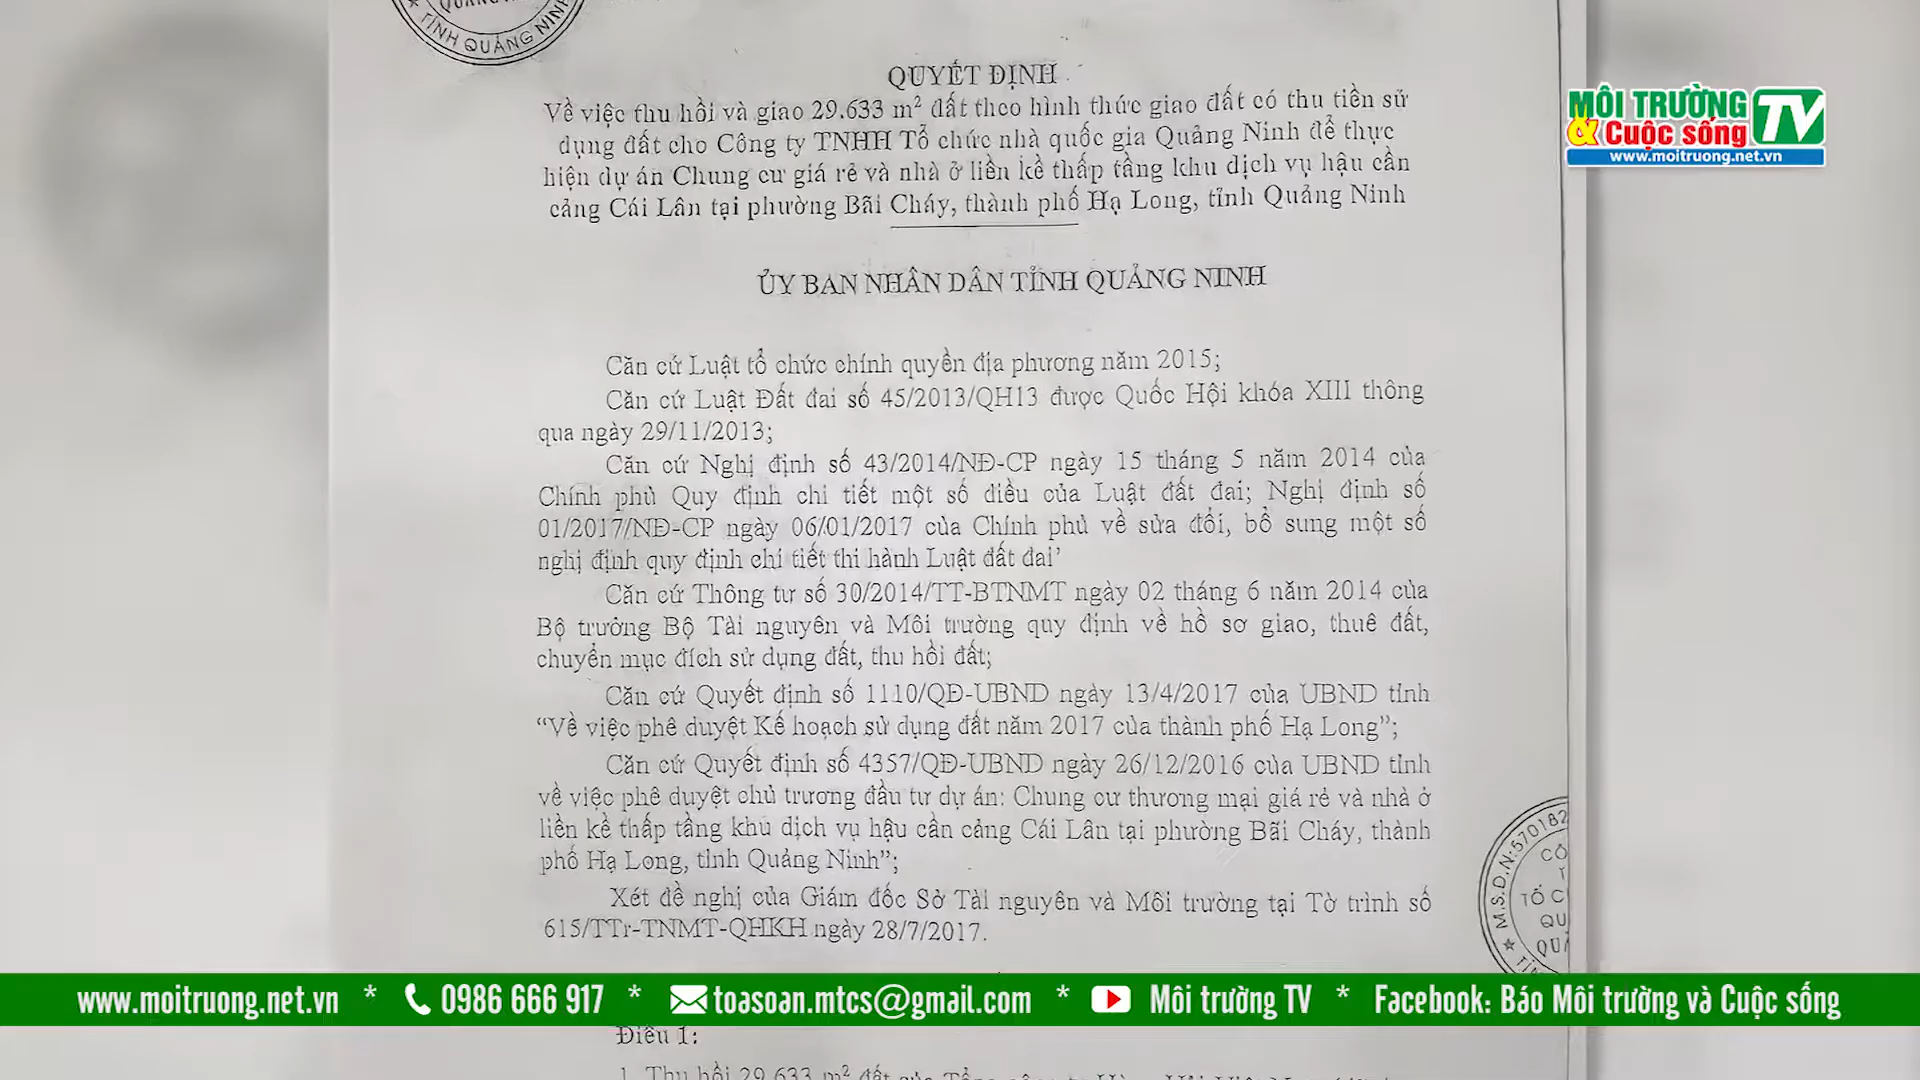 TỈNH QUẢNG NINH
QUYẾT ĐỊNH
Về việc thu hồi và giao 29.633 m² đất theo hình thức giao đất có thu tiền sử
dụng đất cho Công ty TNHH Tổ chức nhà quốc gia Quảng Ninh để thực
hiện dự án Chung cư giá rẻ và nhà ở liền kề thấp tầng khu dịch vụ hậu cần
cảng Cái Lân tại phường Bãi Cháy, thành phố Hạ Long, tỉnh Quảng Ninh
MÔI TRƯỜNG
& Cuộc sống
TV
www.moitruong.net.vn
ỦY BAN NHÂN DÂN TỈNH QUẢNG NINH
Căn cứ Luật tổ chức chính quyền địa phương năm 2015;
Căn cứ Luật Đất đai số 45/2013/QH13 được Quốc Hội khóa XIII thông
qua ngày 29/11/2013;
Căn cứ Nghị định số 43/2014/NĐ-CP ngày 15 tháng 5 năm 2014 của
Chính phủ Quy định chi tiết một số điều của Luật đất đai; Nghị định số
01/2017/NĐ-CP ngày 06/01/2017 của Chính phủ về sửa đổi, bổ sung một số
nghị định quy định chi tiết thi hành Luật đất đai’
Căn cứ Thông tư số 30/2014/TT-BTNMT ngày 02 tháng 6 năm 2014 của
Bộ trưởng Bộ Tài nguyên và Môi trường quy định về hồ sơ giao, thuê đất,
chuyển mục đích sử dụng đất, thu hồi đất;
Căn cứ Quyết định số 1110/QĐ-UBND ngày 13/4/2017 của UBND tỉnh
“Về việc phê duyệt Kế hoạch sử dụng đất năm 2017 của thành phố Hạ Long”;
Căn cứ Quyết định số 4357/QĐ-UBND ngày 26/12/2016 của UBND tỉnh
về việc phê duyệt chủ trương đầu tư dự án: Chung cư thương mại giá rẻ và nhà ở
liền kề thấp tầng khu dịch vụ hậu cần cảng Cái Lân tại phường Bãi Cháy, thành
phố Hạ Long, tỉnh Quảng Ninh”;
Xét đề nghị của Giám đốc Sở Tài nguyên và Môi trường tại Tờ trình số
615/TTr-TNMT-QHKH ngày 28/7/2017.
M.S.D.N:570182
TỔ C
www.moitruong.net.vn * 0986 666 917 * toasoan.mtcs@gmail.com * Môi trường TV * Facebook: Báo Môi trường và Cuộc sống
Điều 1:
1. Thu hồi 29.633 m² đất của